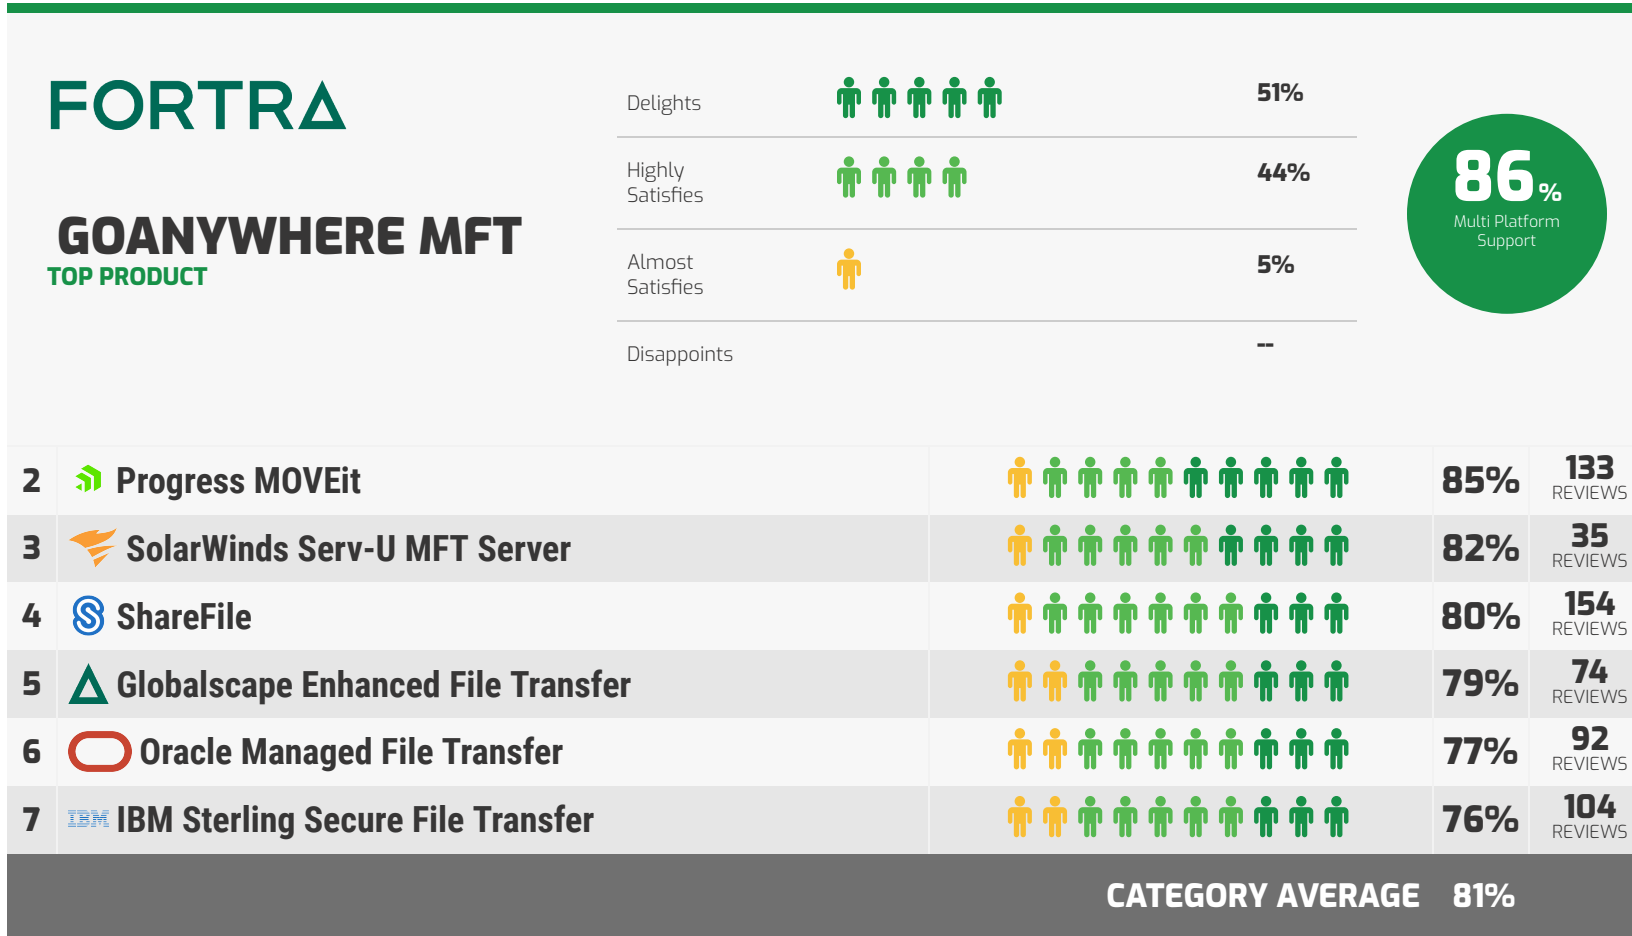 FORTRA
GOANYWHERE MFT
TOP PRODUCT
Delights 51%
Highly
Satisfies 44%
Almost
Satisfies 5%
Disappoints --
86%
Multi Platform
Support
2 Progress MOVEit 85% 133 REVIEWS
3 SolarWinds Serv-U MFT Server 82% 35 REVIEWS
4 ShareFile 80% 154 REVIEWS
5 Globalscape Enhanced File Transfer 79% 74 REVIEWS
6 Oracle Managed File Transfer 77% 92 REVIEWS
7 IBM IBM Sterling Secure File Transfer 76% 104 REVIEWS
CATEGORY AVERAGE 81%